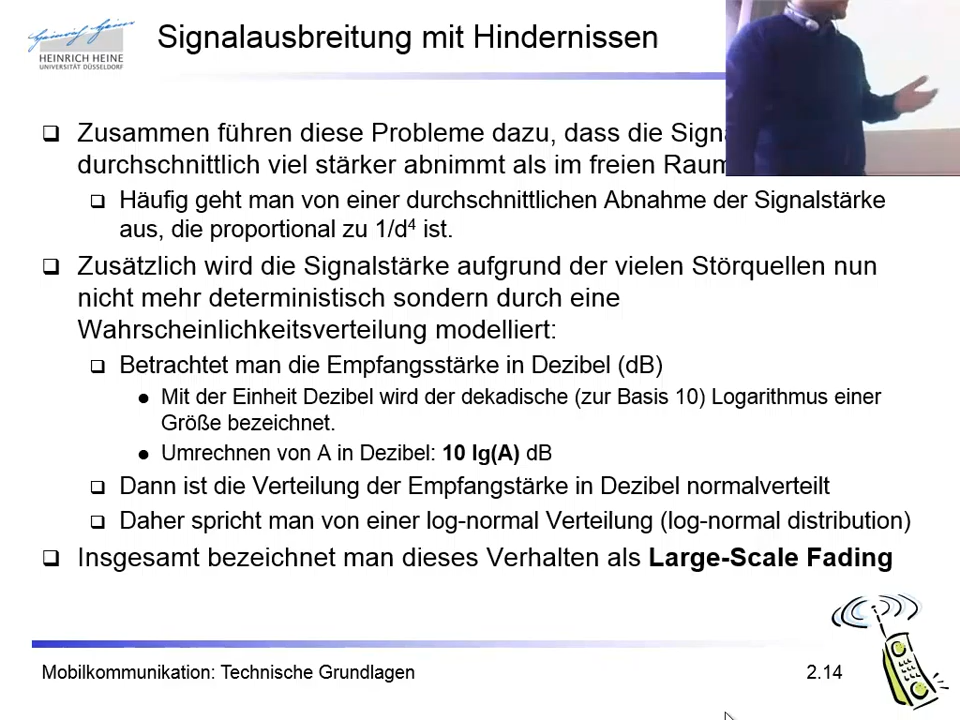 Heinrich Heine
HEINRICH HEINE
UNIVERSITÄT DÜSSELDORF
Signalausbreitung mit Hindernissen
Zusammen führen diese Probleme dazu, dass die
durchschnittlich viel stärker abnimmt als im freien
Häufig geht man von einer durchschnittlichen Abnahme der Signalstärke
aus, die proportional zu 1/d⁴ ist.
Zusätzlich wird die Signalstärke aufgrund der vielen Störquellen nun
nicht mehr deterministisch sondern durch eine
Wahrscheinlichkeitsverteilung modelliert:
Betrachtet man die Empfangsstärke in Dezibel (dB)
Mit der Einheit Dezibel wird der dekadische (zur Basis 10) Logarithmus einer
Größe bezeichnet.
Umrechnen von A in Dezibel: 10 lg(A) dB
Dann ist die Verteilung der Empfangstärke in Dezibel normalverteilt
Daher spricht man von einer log-normal Verteilung (log-normal distribution)
Insgesamt bezeichnet man dieses Verhalten als Large-Scale Fading
Mobilkommunikation: Technische Grundlagen
2.14